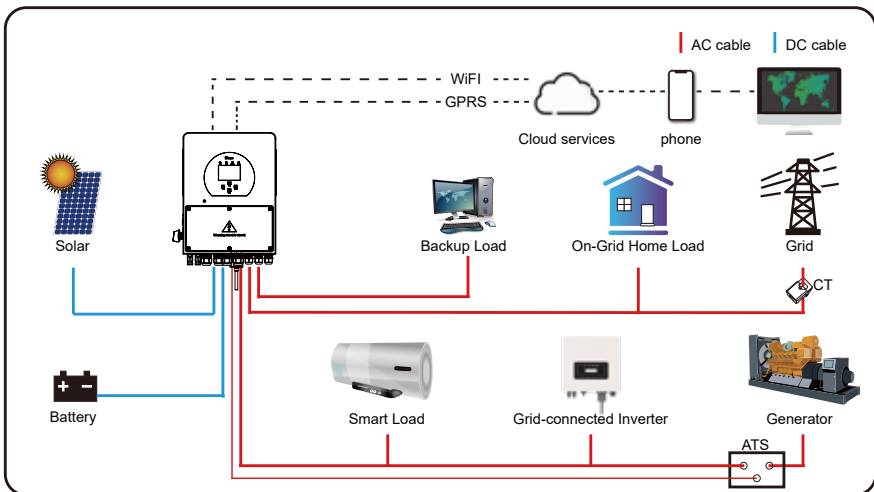 AC cable
DC cable
WiFI
GPRS
Cloud services
phone
Solar
Backup Load
On-Grid Home Load
Grid
CT
Battery
Smart Load
Grid-connected Inverter
Generator
ATS